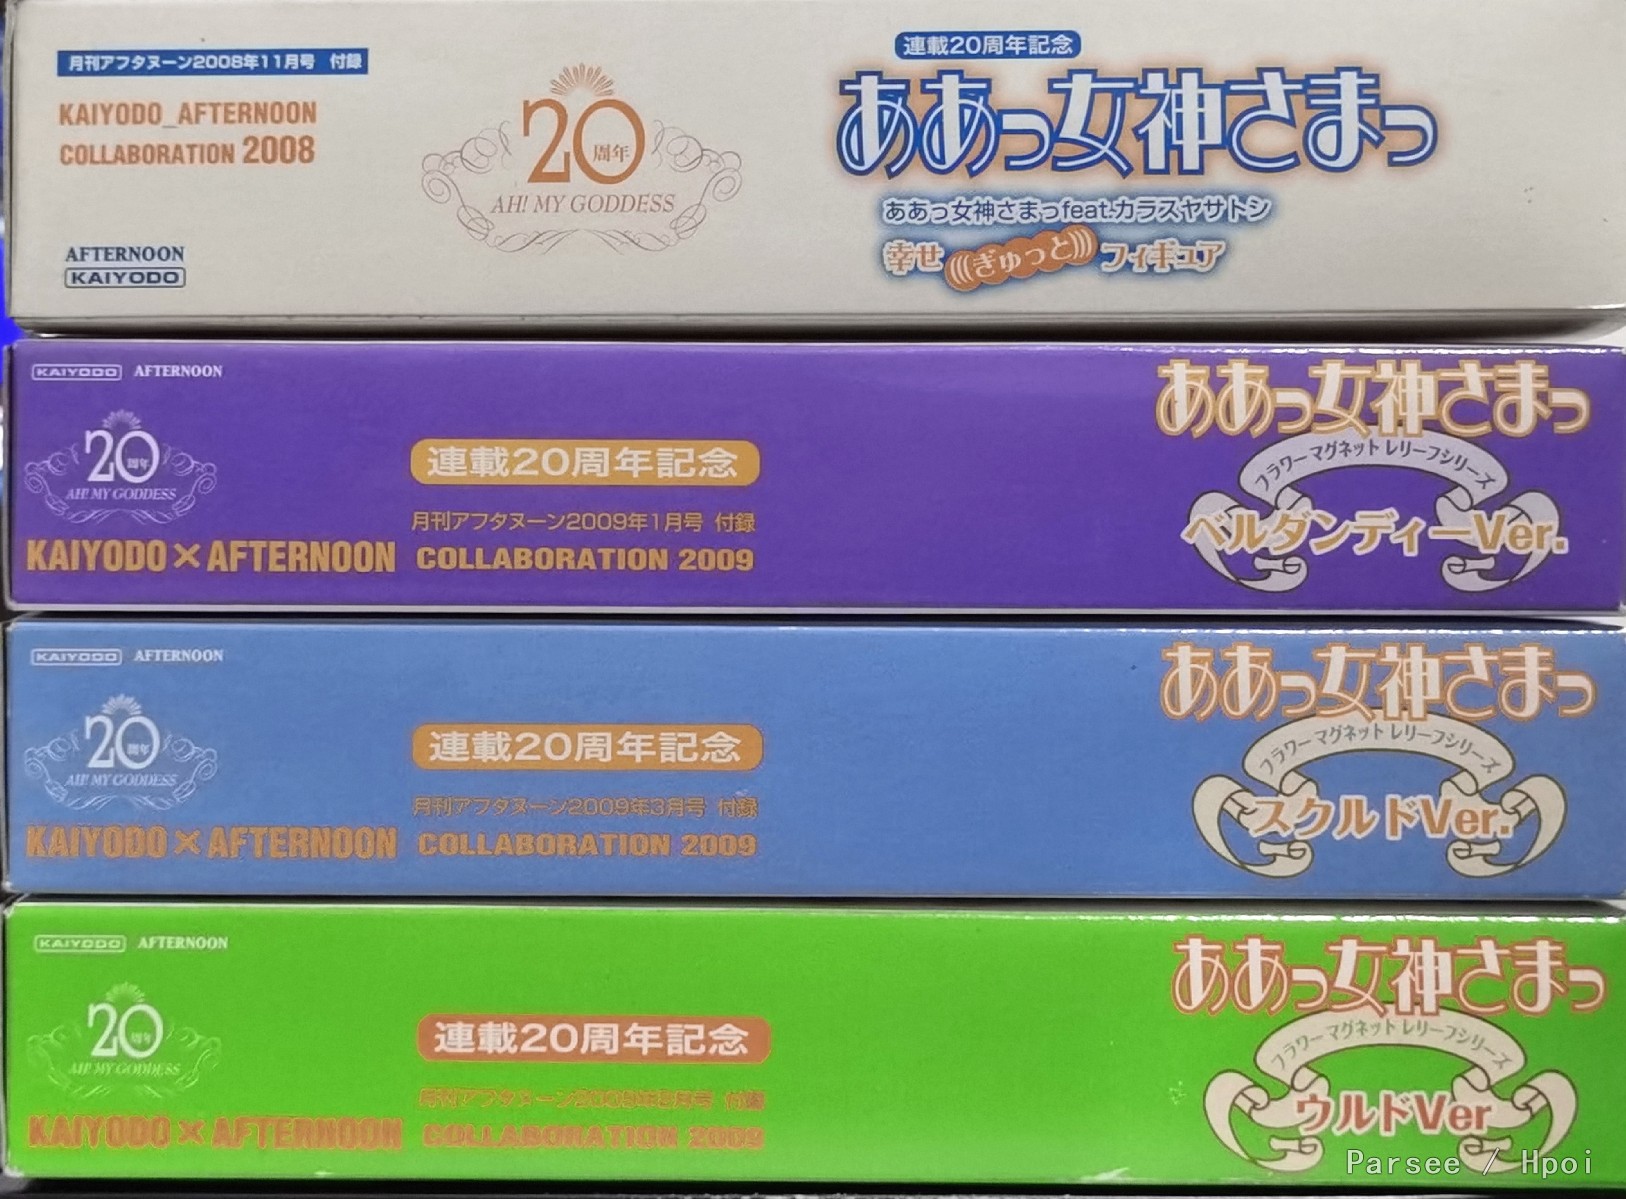 月刊アフタヌーン2008年11月号 付録
KAIYODO_AFTERNOON
COLLABORATION 2008
AFTERNOON
KAIYODO
20周年
AH! MY GODDESS
連載20周年記念
ああっ女神さまっ
ああっ女神さまっfeat.カラスヤサトシ
幸せ(((ぎゅっと)))フィギュア
KAIYODO AFTERNOON
20周年
AH! MY GODDESS
KAIYODO×AFTERNOON
連載20周年記念
月刊アフタヌーン2009年1月号 付録
COLLABORATION 2009
ああっ女神さまっ
フラワーマグネットレリーフシリーズ
ベルダンディーVer.
KAIYODO AFTERNOON
20周年
AH! MY GODDESS
KAIYODO×AFTERNOON
連載20周年記念
月刊アフタヌーン2009年3月号 付録
COLLABORATION 2009
ああっ女神さまっ
フラワーマグネットレリーフシリーズ
スクルドVer.
KAIYODO AFTERNOON
20周年
AH! MY GODDESS
KAIYODO×AFTERNOON
連載20周年記念
月刊アフタヌーン 付録
COLLABORATION 2009
ああっ女神さまっ
フラワーマグネットレリーフシリーズ
ウルドVer
Parsee / Hpoi